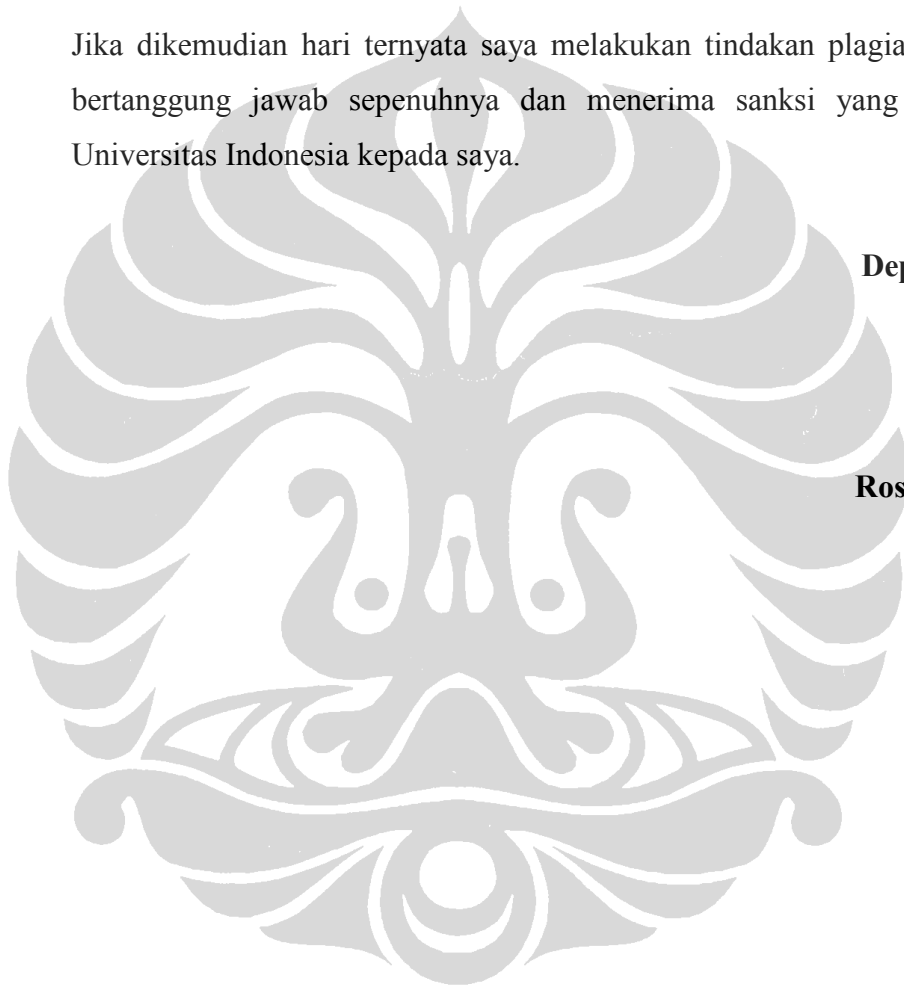 Jika dikemudian hari ternyata saya melakukan tindakan plagia
bertanggung jawab sepenuhnya dan menerima sanksi yang
Universitas Indonesia kepada saya.
Dep
Ros